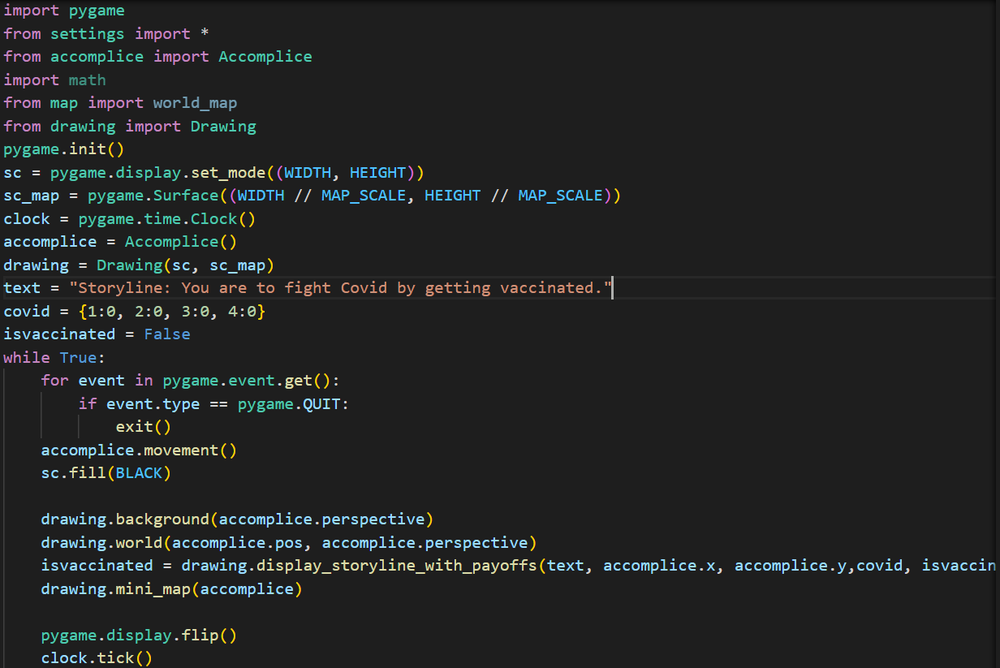 import pygame
from settings import *
from accomplice import Accomplice
import math
from map import world_map
from drawing import Drawing
pygame.init()
sc = pygame.display.set_mode((WIDTH, HEIGHT))
sc_map = pygame.Surface((WIDTH // MAP_SCALE, HEIGHT // MAP_SCALE))
clock = pygame.time.Clock()
accomplice = Accomplice()
drawing = Drawing(sc, sc_map)
text = "Storyline: You are to fight Covid by getting vaccinated."
covid = {1:0, 2:0, 3:0, 4:0}
isvaccinated = False
while True:
    for event in pygame.event.get():
        if event.type == pygame.QUIT:
            exit()
    accomplice.movement()
    sc.fill(BLACK)
    drawing.background(accomplice.perspective)
    drawing.world(accomplice.pos, accomplice.perspective)
    isvaccinated = drawing.display_storyline_with_payoffs(text, accomplice.x, accomplice.y,covid, isvaccin
    drawing.mini_map(accomplice)
    pygame.display.flip()
    clock.tick()